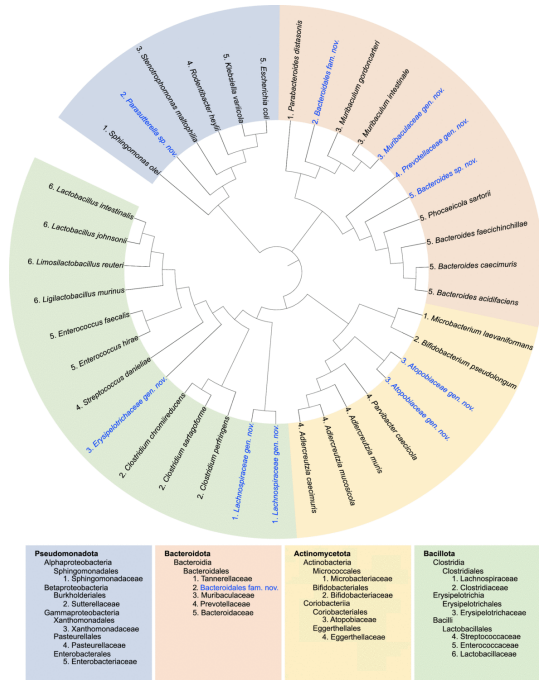 1. Sphingomonas olei
2. Parasutterella sp. nov.
3. Stenotrophomonas maltophilia
4. Rodentibacter heylii
5. Klebsiella variicola
5. Escherichia coli
1. Parabacteroides distasonis
2. Bacteroidales fam. nov.
3. Muribaculum gordoncarteri
3. Muribaculum intestinale
3. Muribaculaceae gen. nov.
4. Prevotellaceae gen. nov.
5. Bacteroides sp. nov.
5. Phocaeicola sartorii
5. Bacteroides faecichinchillae
5. Bacteroides caecimuris
5. Bacteroides acidifaciens
1. Microbacterium laevaniformans
2. Bifidobacterium pseudolongum
3. Atopobiaceae gen. nov.
3. Atopobiaceae gen. nov.
4. Parvibacter caecicola
4. Adlercreutzia muris
4. Adlercreutzia mucosicola
4. Adlercreutzia caecimuris
1. Lachnospiraceae gen. nov.
1. Lachnospiraceae gen. nov.
2. Clostridium perfringens
2. Clostridium sartagoforme
2. Clostridium chromiireducens
3. Erysipelotrichaceae gen. nov.
4. Streptococcus danieliae
5. Enterococcus hirae
5. Enterococcus faecalis
6. Ligilactobacillus murinus
6. Limosilactobacillus reuteri
6. Lactobacillus johnsonii
6. Lactobacillus intestinalis
Pseudomonadota
Alphaproteobacteria
Sphingomonadales
1. Sphingomonadaceae
Betaproteobacteria
Burkholderiales
2. Sutterellaceae
Gammaproteobacteria
Xanthomonadales
3. Xanthomonadaceae
Pasteurellales
4. Pasteurellaceae
Enterobacterales
5. Enterobacteriaceae
Bacteroidota
Bacteroidia
Bacteroidales
1. Tannerellaceae
2. Bacteroidales fam. nov.
3. Muribaculaceae
4. Prevotellaceae
5. Bacteroidaceae
Actinomycetota
Actinobacteria
Micrococcales
1. Microbacteriaceae
Bifidobacteriales
2. Bifidobacteriaceae
Coriobacteriia
Coriobacteriales
3. Atopobiaceae
Eggerthellales
4. Eggerthellaceae
Bacillota
Clostridia
Clostridiales
1. Lachnospiraceae
2. Clostridiaceae
Erysipelotrichia
Erysipelotrichales
3. Erysipelotrichaceae
Bacilli
Lactobacillales
4. Streptococcaceae
5. Enterococcaceae
6. Lactobacillaceae